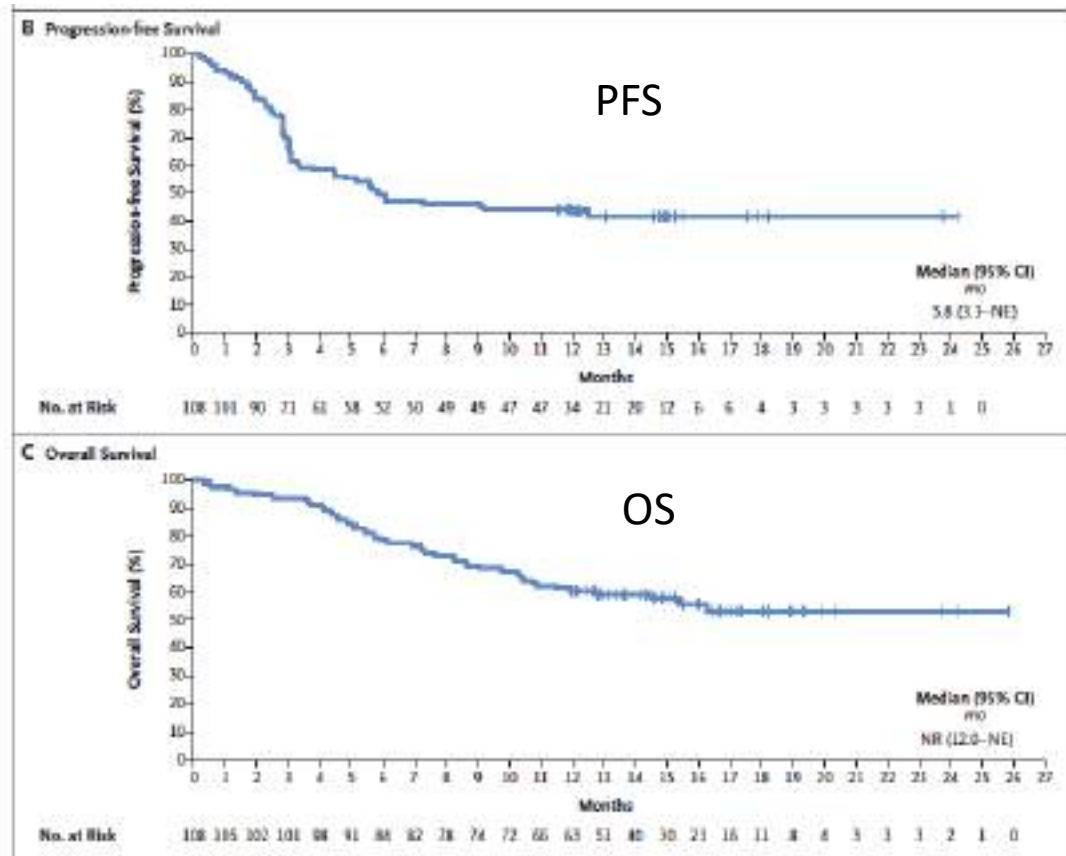 B Progression-free Survival
PFS
Progression-free Survival (%)
100
90
80
70
60
50
40
30
20
10
0
Median (95% CI)
mo
5.8 (3.3–NE)
0 1 2 3 4 5 6 7 8 9 10 11 12 13 14 15 16 17 18 19 20 21 22 23 24 25 26 27
Months
No. at Risk 108 101 90 71 61 58 52 50 49 49 47 47 34 21 20 12 6 6 4 3 3 3 3 3 1 0
C Overall Survival
OS
Overall Survival (%)
100
90
80
70
60
50
40
30
20
10
0
Median (95% CI)
mo
NR (12.0–NE)
0 1 2 3 4 5 6 7 8 9 10 11 12 13 14 15 16 17 18 19 20 21 22 23 24 25 26 27
Months
No. at Risk 108 105 102 101 98 91 84 82 78 74 72 66 63 51 40 30 21 16 11 8 4 3 3 3 2 1 0